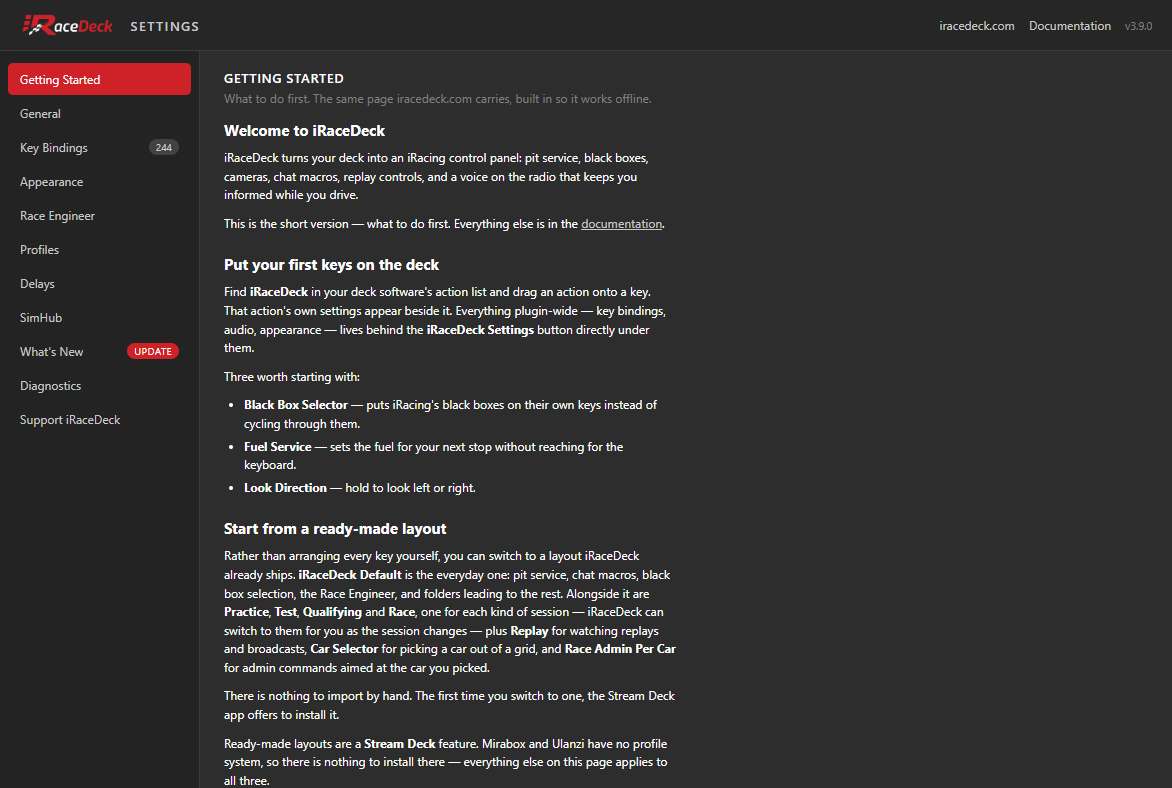 iRaceDeck SETTINGS
iracedeck.com Documentation v3.9.0
Getting Started
General
Key Bindings 244
Appearance
Race Engineer
Profiles
Delays
SimHub
What's New UPDATE
Diagnostics
Support iRaceDeck
GETTING STARTED
What to do first. The same page iracedeck.com carries, built in so it works offline.
Welcome to iRaceDeck
iRaceDeck turns your deck into an iRacing control panel: pit service, black boxes,
cameras, chat macros, replay controls, and a voice on the radio that keeps you
informed while you drive.
This is the short version — what to do first. Everything else is in the documentation.
Put your first keys on the deck
Find iRaceDeck in your deck software's action list and drag an action onto a key.
That action's own settings appear beside it. Everything plugin-wide — key bindings,
audio, appearance — lives behind the iRaceDeck Settings button directly under
them.
Three worth starting with:
• Black Box Selector — puts iRacing's black boxes on their own keys instead of
cycling through them.
• Fuel Service — sets the fuel for your next stop without reaching for the
keyboard.
• Look Direction — hold to look left or right.
Start from a ready-made layout
Rather than arranging every key yourself, you can switch to a layout iRaceDeck
already ships. iRaceDeck Default is the everyday one: pit service, chat macros, black
box selection, the Race Engineer, and folders leading to the rest. Alongside it are
Practice, Test, Qualifying and Race, one for each kind of session — iRaceDeck can
switch to them for you as the session changes — plus Replay for watching replays
and broadcasts, Car Selector for picking a car out of a grid, and Race Admin Per Car
for admin commands aimed at the car you picked.
There is nothing to import by hand. The first time you switch to one, the Stream Deck
app offers to install it.
Ready-made layouts are a Stream Deck feature. Mirabox and Ulanzi have no profile
system, so there is nothing to install there — everything else on this page applies to
all three.